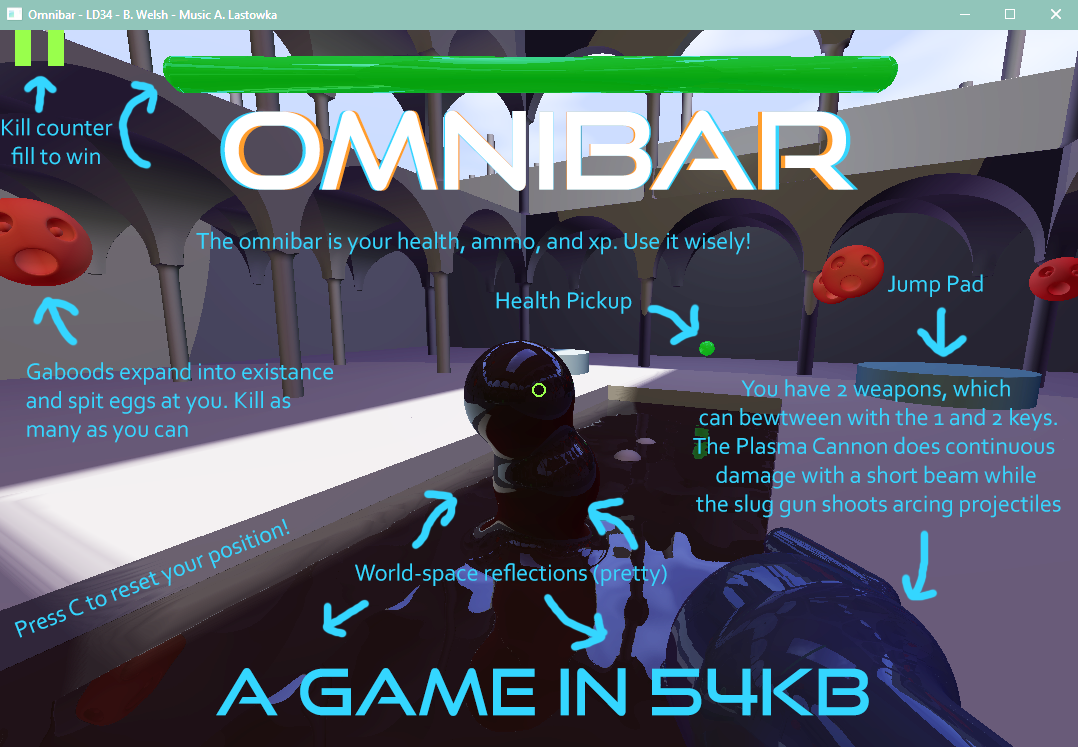 Omnibar - LD34 - B. Welsh - Music A. Lastowka
Kill counter
fill to win
OMNIBAR
The omnibar is your health, ammo, and xp. Use it wisely!
Health Pickup
Jump Pad
Gaboods expand into existance
and spit eggs at you. Kill as
many as you can
You have 2 weapons, which
can bewtween with the 1 and 2 keys.
The Plasma Cannon does continuous
damage with a short beam while
the slug gun shoots arcing projectiles
Press C to reset your position!
World-space reflections (pretty)
A GAME IN 54KB